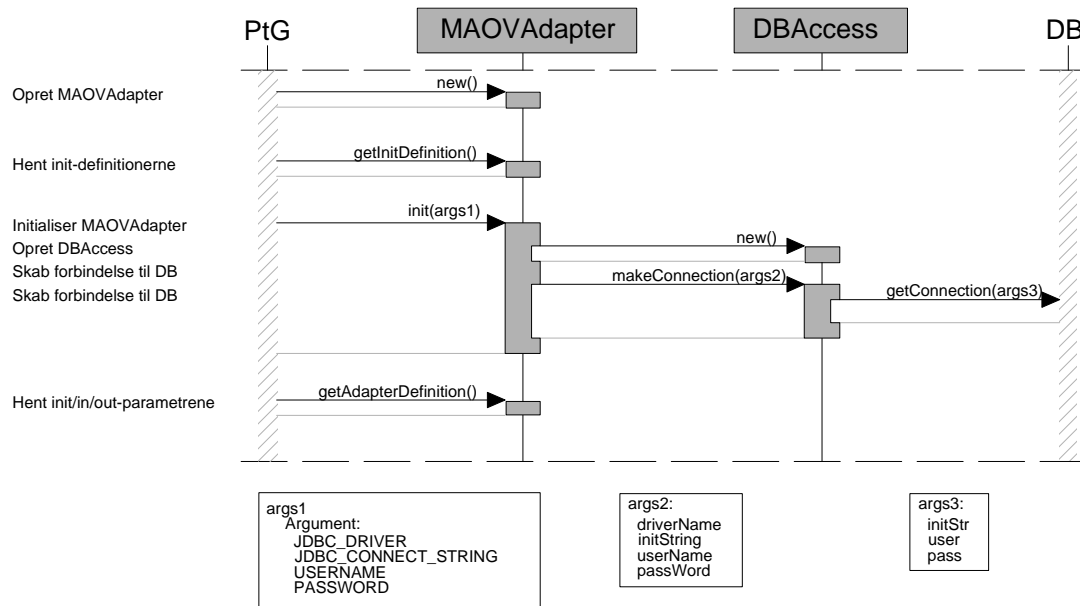 PtG
MAOVAdapter
DBAccess
DB
Opret MAOVAdapter
new()
Hent init-definitionerne
getInitDefinition()
Initialiser MAOVAdapter
init(args1)
Opret DBAccess
new()
Skab forbindelse til DB
makeConnection(args2)
Skab forbindelse til DB
getConnection(args3)
Hent init/in/out-parametrene
getAdapterDefinition()
args1
Argument:
JDBC_DRIVER
JDBC_CONNECT_STRING
USERNAME
PASSWORD
args2:
driverName
initString
userName
passWord
args3:
initStr
user
pass